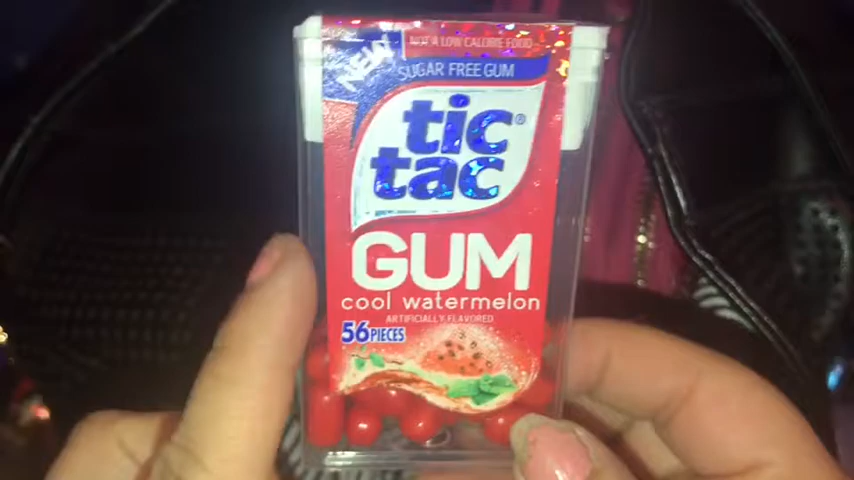 NOT A LOW CALORIE FOOD
NEW
SUGAR FREE GUM
tic®
tac
GUM
cool watermelon
ARTIFICIALLY FLAVORED
56 PIECES